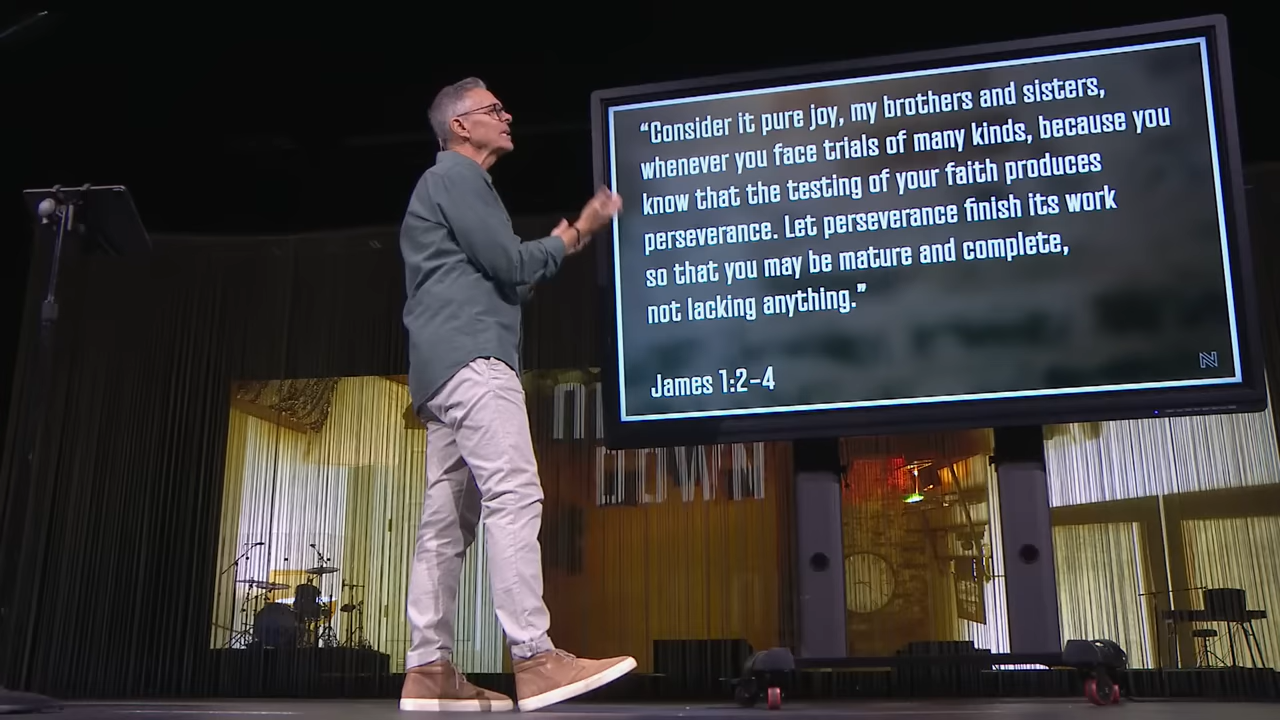 “Consider it pure joy, my brothers and sisters,
whenever you face trials of many kinds, because you
know that the testing of your faith produces
perseverance. Let perseverance finish its work
so that you may be mature and complete,
not lacking anything.”
James 1:2–4
N